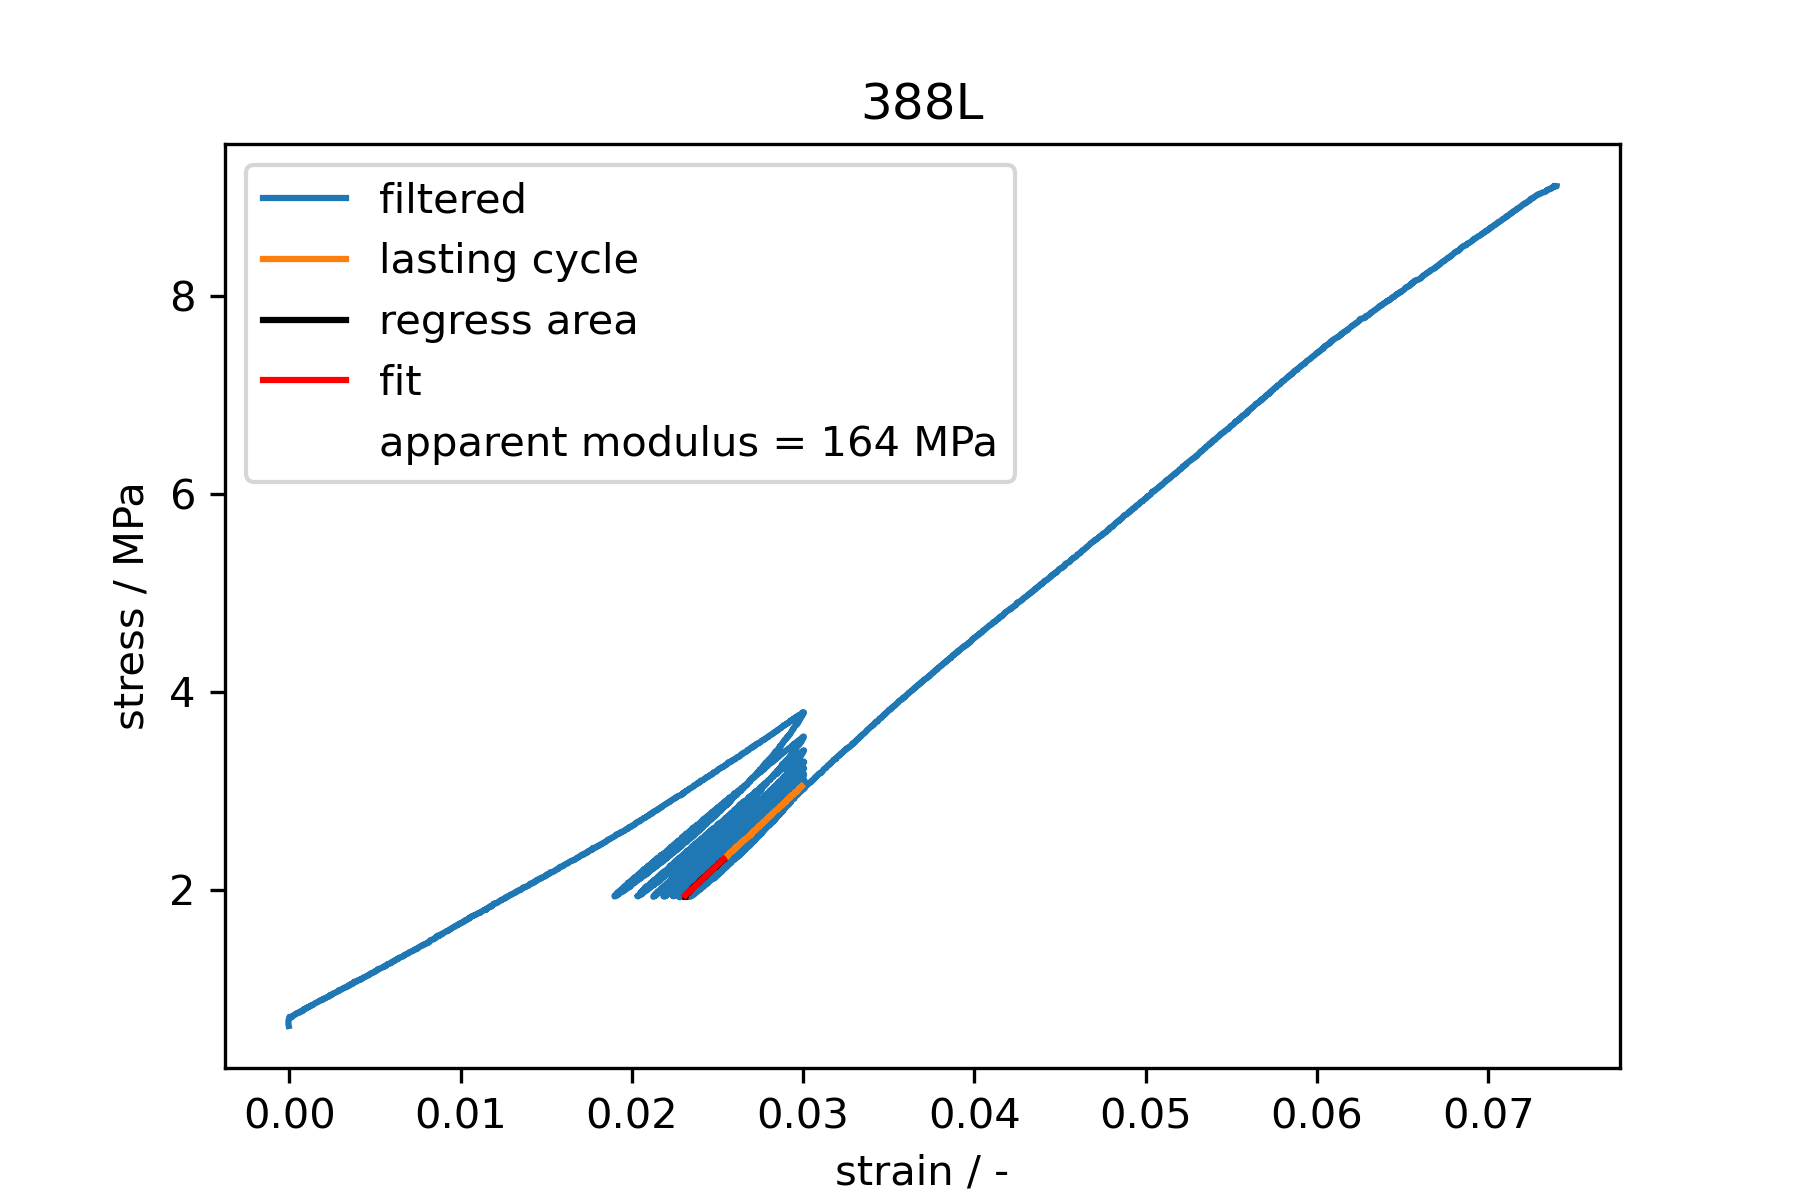 388L
filtered
lasting cycle
regress area
fit
apparent modulus = 164 MPa
stress / MPa
8
6
4
2
0.00 0.01 0.02 0.03 0.04 0.05 0.06 0.07
strain / -